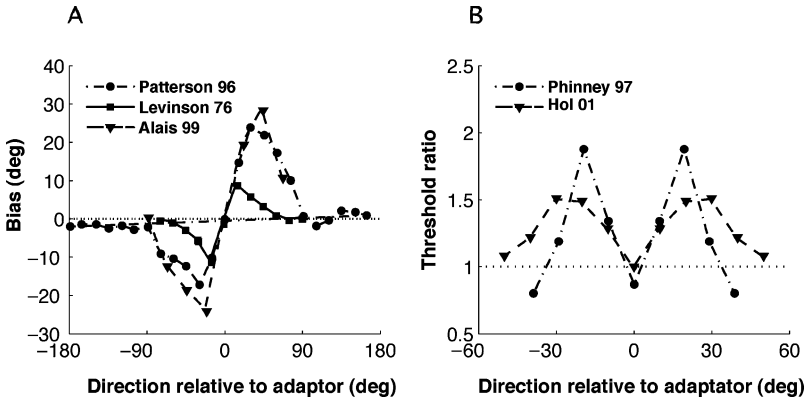 A
B
40
30
20
10
0
−10
−20
−30
−180
−90
0
90
180
Bias (deg)
Direction relative to adaptor (deg)
Patterson 96
Levinson 76
Alais 99
2.5
2
1.5
1
0.5
−60
−30
0
30
60
Threshold ratio
Direction relative to adaptator (deg)
Phinney 97
Hol 01